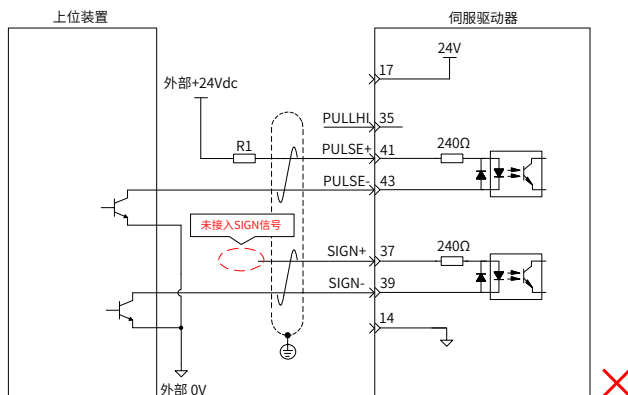 上位装置
伺服驱动器
24V
17
外部+24Vdc
PULLHI 35
R1
PULSE+ 41
240Ω
PULSE- 43
未接入SIGN信号
SIGN+ 37
240Ω
SIGN- 39
14
外部 0V